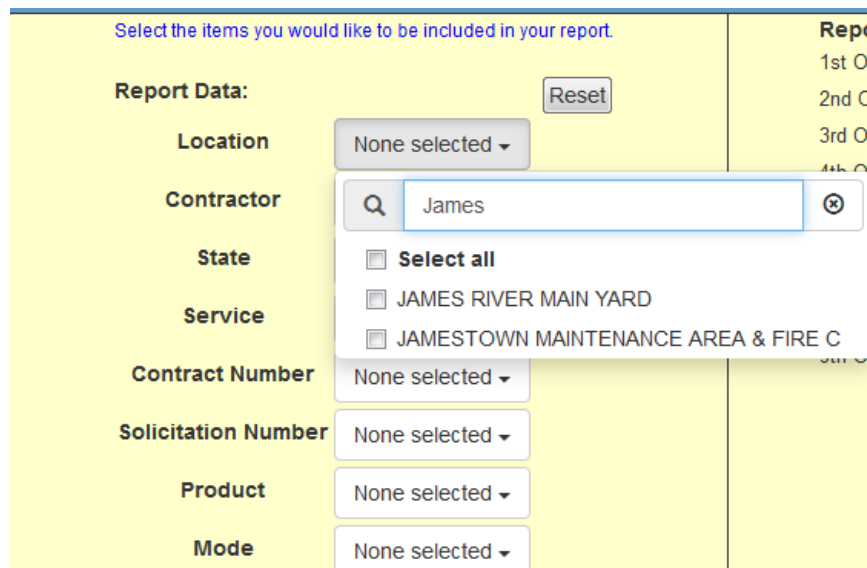 Select the items you would like to be included in your report.
Report Data:
Reset
Location
None selected
James
Contractor
State
Select all
JAMES RIVER MAIN YARD
Service
JAMESTOWN MAINTENANCE AREA & FIRE C
Contract Number
None selected
Solicitation Number
None selected
Product
None selected
Mode
None selected
1st O
2nd
3rd O